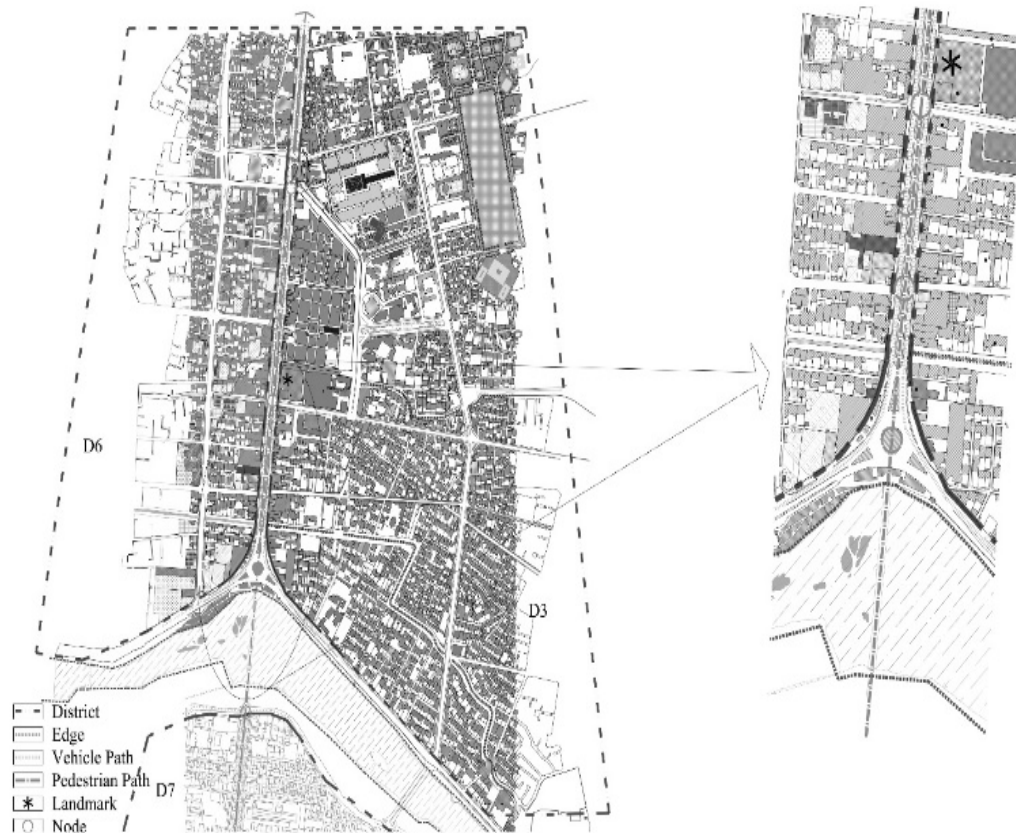 D6
D3
D7
District
Edge
Vehicle Path
Pedestrian Path
Landmark
Node